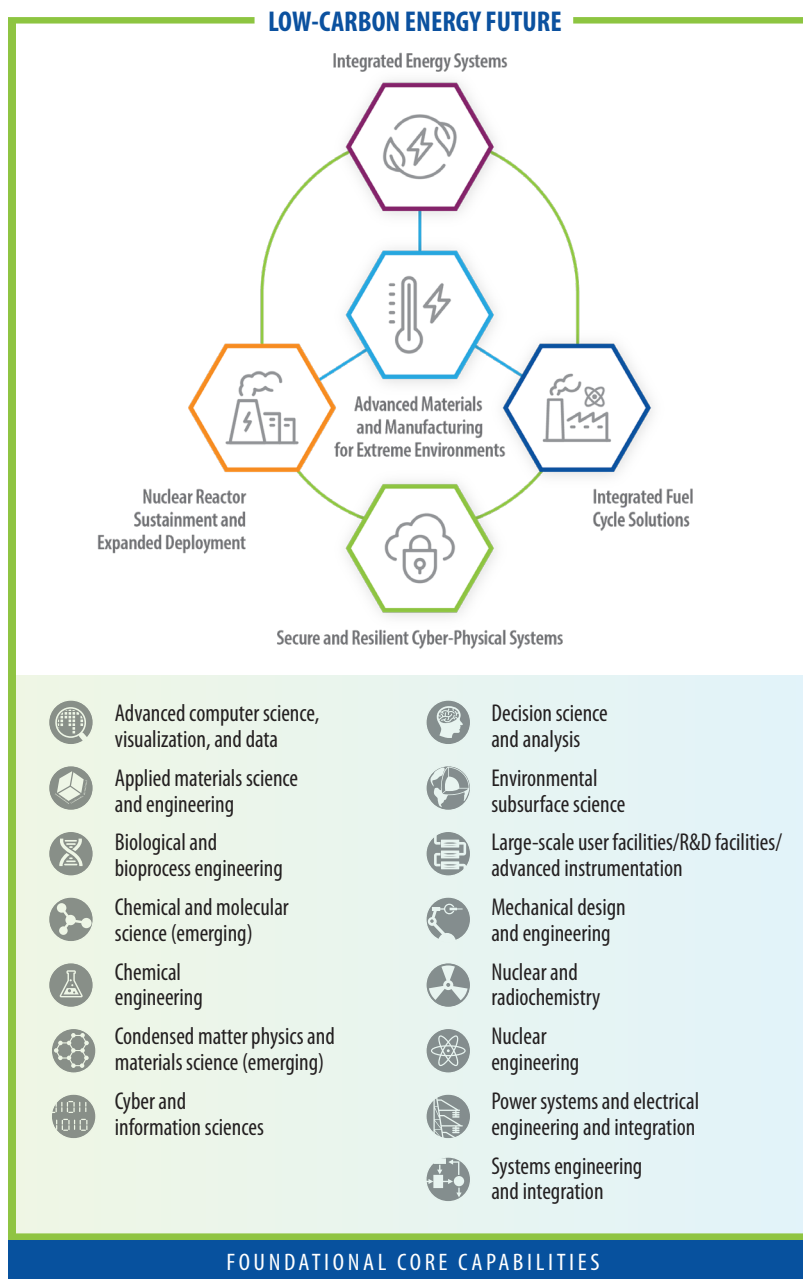 LOW-CARBON ENERGY FUTURE
Integrated Energy Systems
Advanced Materials
and Manufacturing
for Extreme Environments
Nuclear Reactor
Sustainment and
Expanded Deployment
Integrated Fuel
Cycle Solutions
Secure and Resilient Cyber-Physical Systems
Advanced computer science,
visualization, and data
Applied materials science
and engineering
Biological and
bioprocess engineering
Chemical and molecular
science (emerging)
Chemical
engineering
Condensed matter physics and
materials science (emerging)
01011
1010
Cyber and
information sciences
Decision science
and analysis
Environmental
subsurface science
Large-scale user facilities/R&D facilities/
advanced instrumentation
Mechanical design
and engineering
Nuclear and
radiochemistry
Nuclear
engineering
Power systems and electrical
engineering and integration
Systems engineering
and integration
FOUNDATIONAL CORE CAPABILITIES